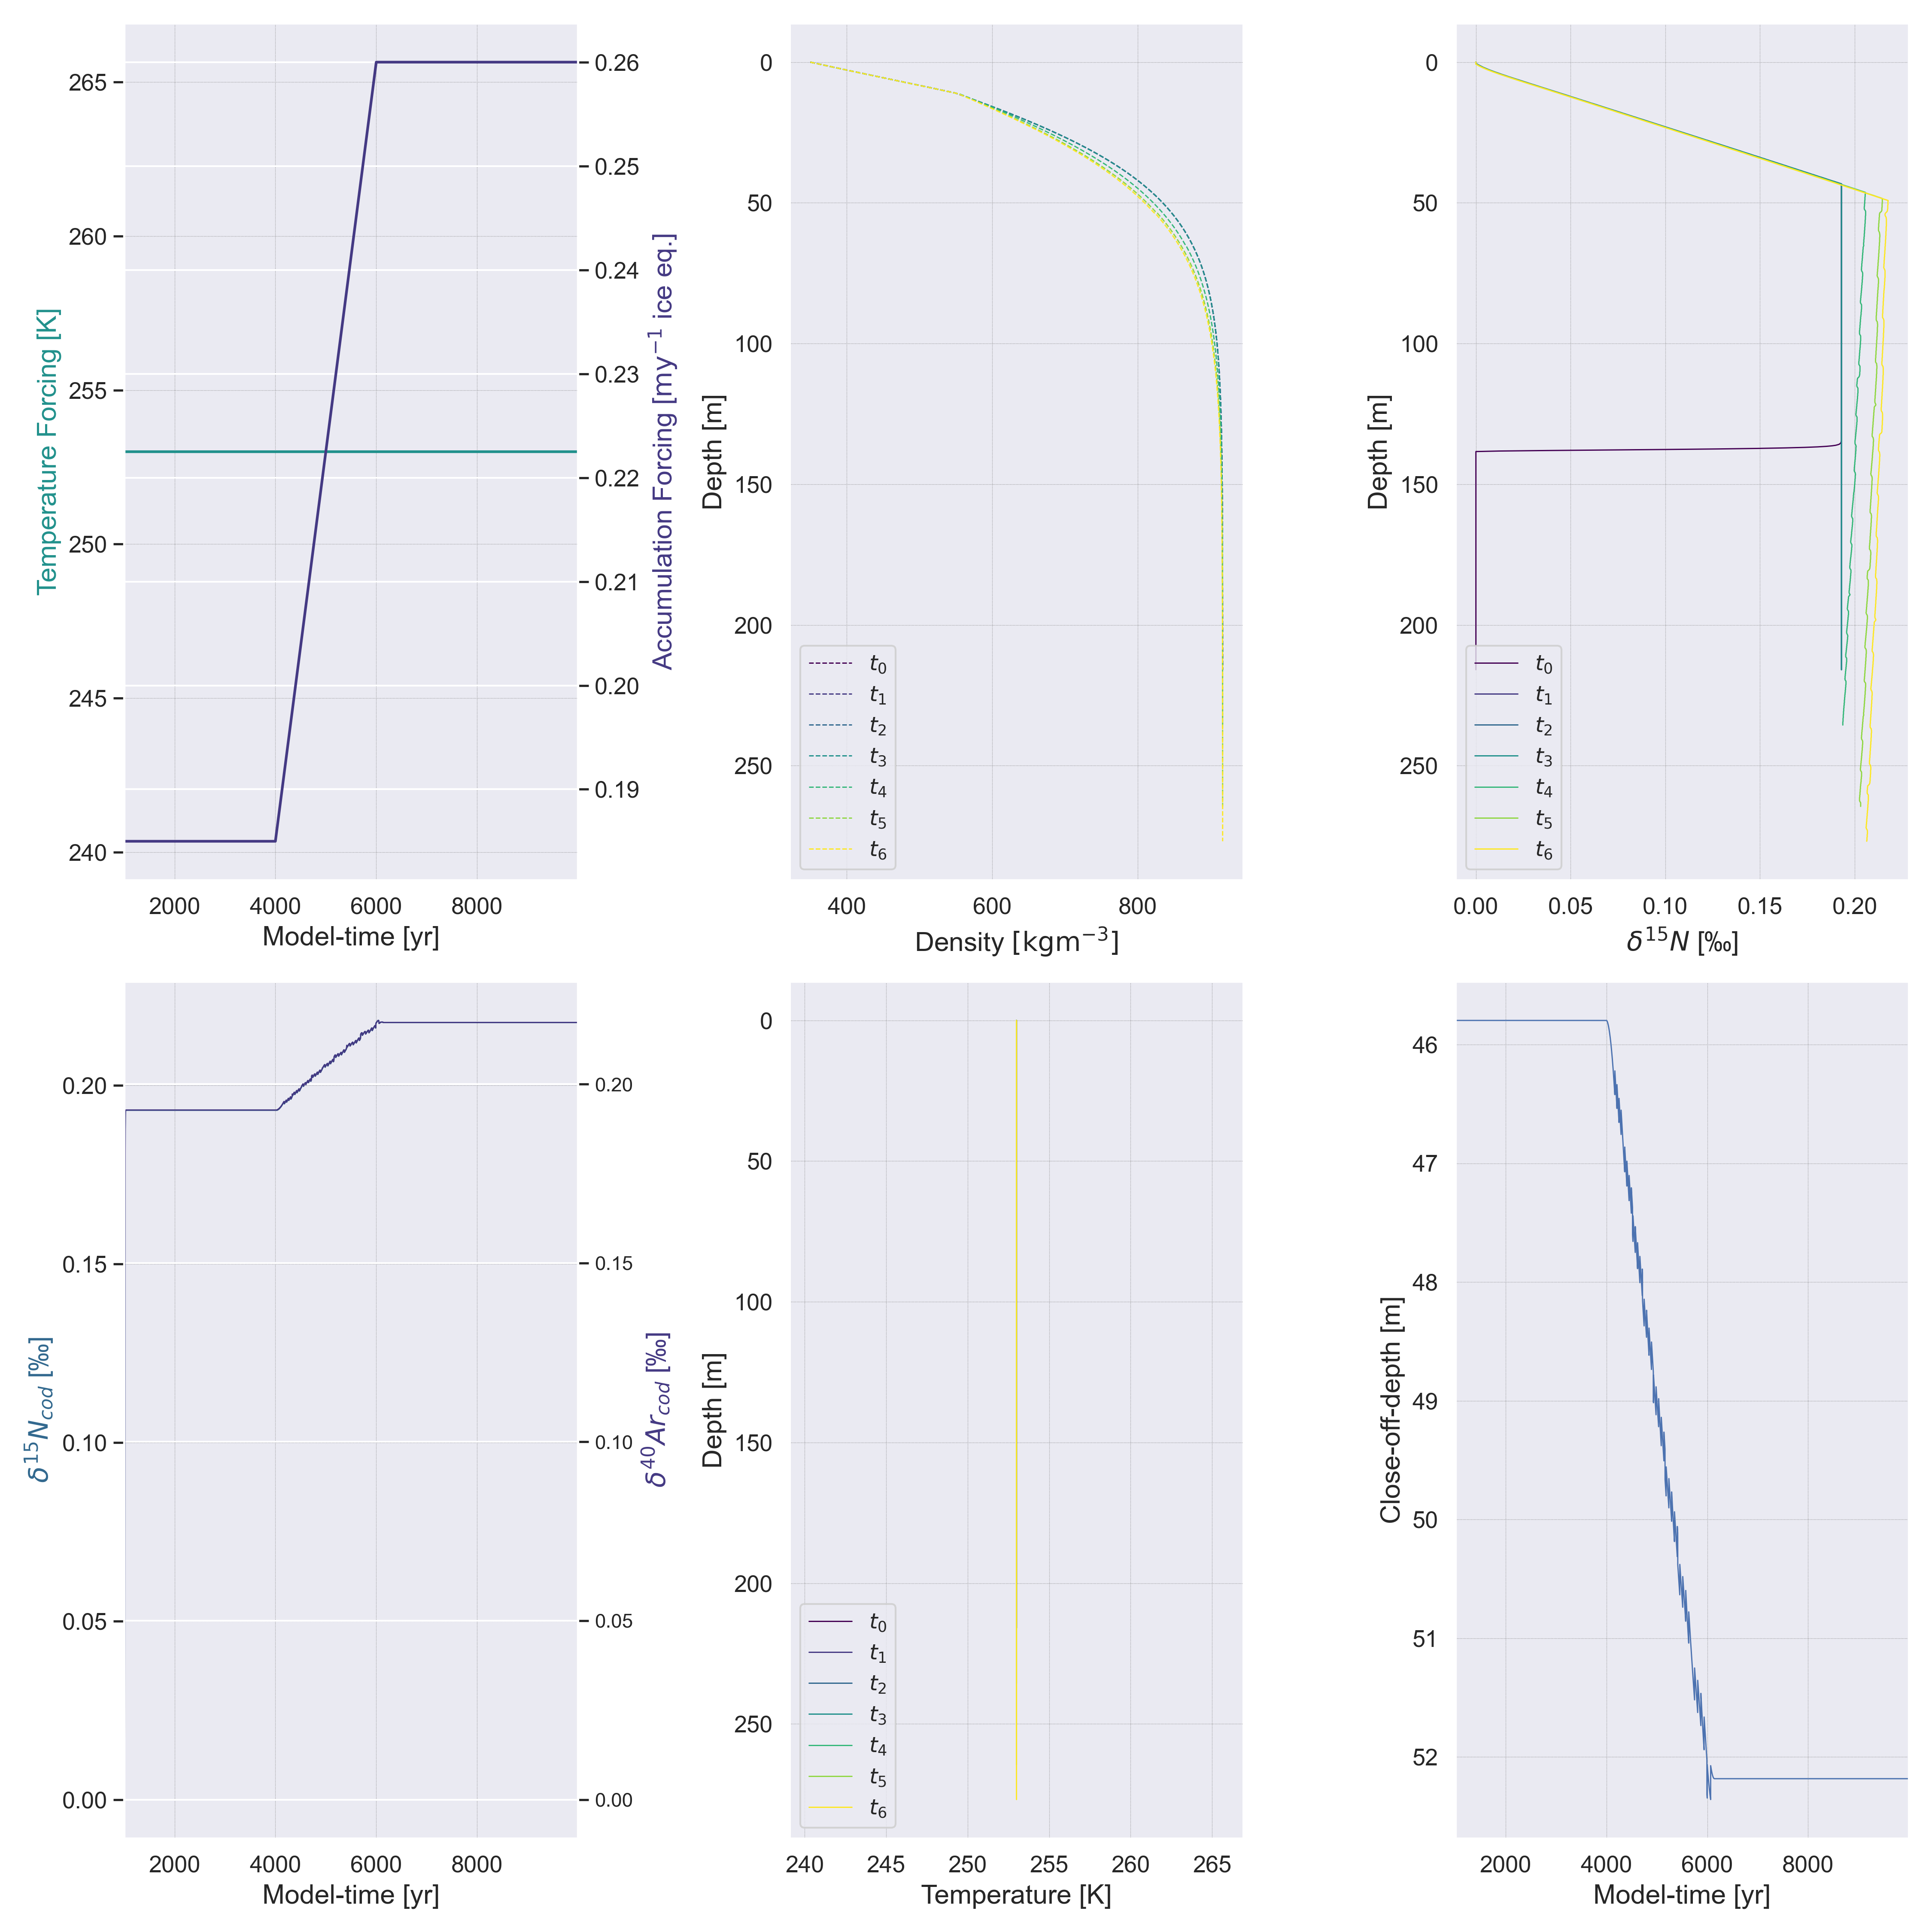 265
260
255
250
245
240
Temperature Forcing [K]
0.26
0.25
0.24
0.23
0.22
0.21
0.20
0.19
Accumulation Forcing [my⁻¹ ice eq.]
2000 4000 6000 8000
Model-time [yr]
0
50
100
150
200
250
Depth [m]
t₀
t₁
t₂
t₃
t₄
t₅
t₆
400 600 800
Density [kgm⁻³]
0
50
100
150
200
250
Depth [m]
t₀
t₁
t₂
t₃
t₄
t₅
t₆
0.00 0.05 0.10 0.15 0.20
δ¹⁵N [‰]
0.20
0.15
0.10
0.05
0.00
δ¹⁵N_cod [‰]
0.20
0.15
0.10
0.05
0.00
δ⁴⁰Ar_cod [‰]
2000 4000 6000 8000
Model-time [yr]
0
50
100
150
200
250
Depth [m]
t₀
t₁
t₂
t₃
t₄
t₅
t₆
240 245 250 255 260 265
Temperature [K]
46
47
48
49
50
51
52
Close-off-depth [m]
2000 4000 6000 8000
Model-time [yr]